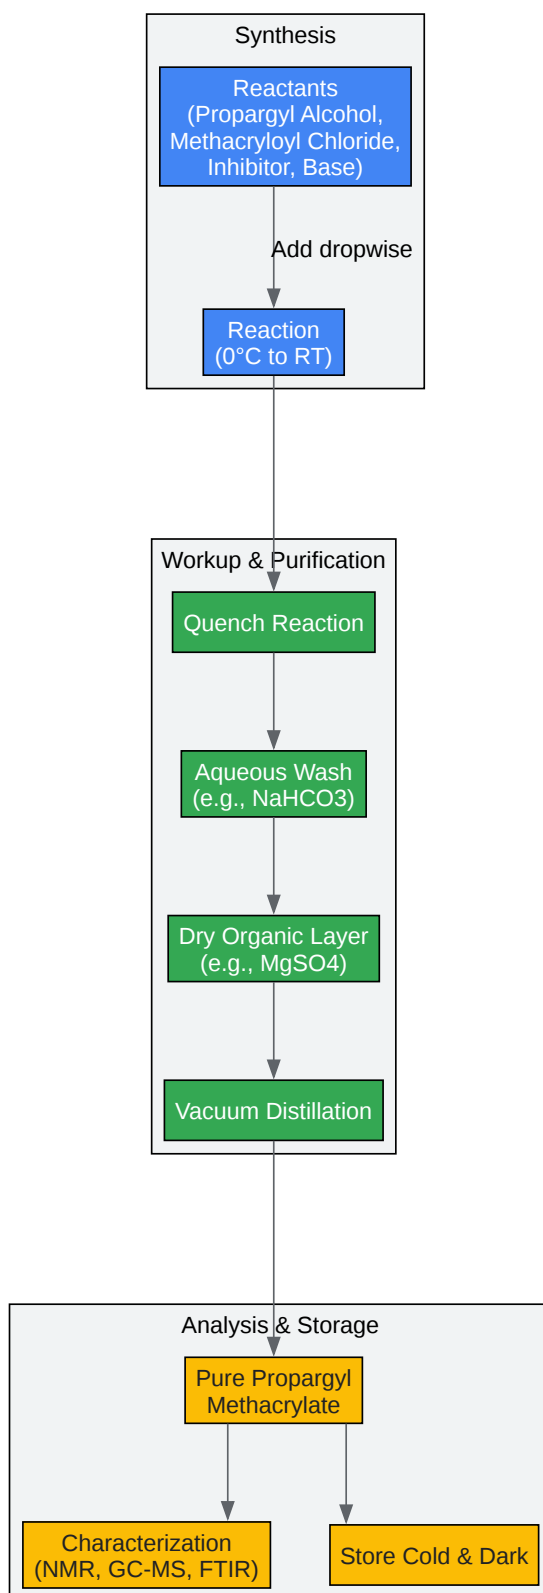 Synthesis
Reactants
(Propargyl Alcohol,
Methacryloyl Chloride,
Inhibitor, Base)
Add dropwise
Reaction
(0°C to RT)
Workup & Purification
Quench Reaction
Aqueous Wash
(e.g., NaHCO3)
Dry Organic Layer
(e.g., MgSO4)
Vacuum Distillation
Analysis & Storage
Pure Propargyl
Methacrylate
Characterization
(NMR, GC-MS, FTIR)
Store Cold & Dark